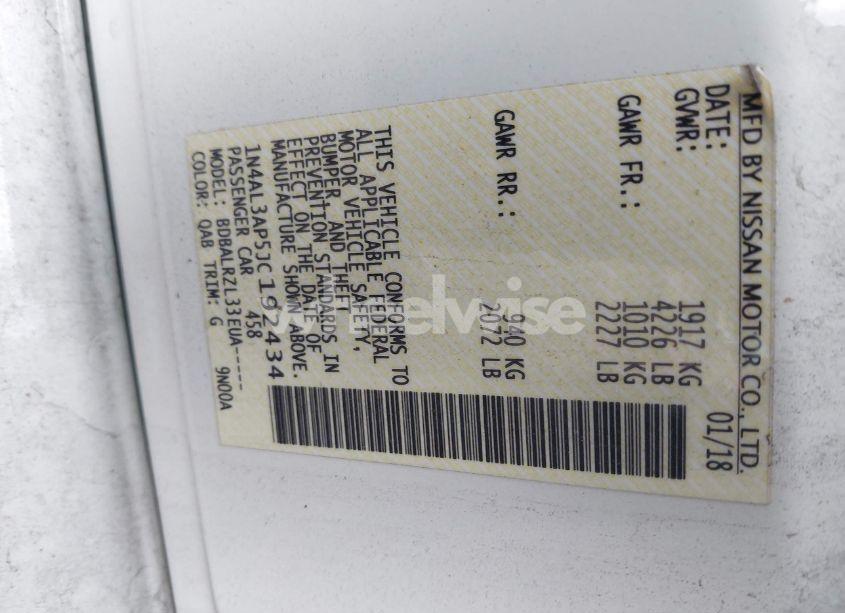 MFD BY NISSAN MOTOR CO., LTD.
DATE: 01/18
GVWR: 1917 KG
4226 LB
GAWR FR.: 1010 KG
2227 LB
GAWR RR.: 940 KG
2072 LB
THIS VEHICLE CONFORMS TO
ALL APPLICABLE FEDERAL
MOTOR VEHICLE SAFETY,
BUMPER, AND THEFT
PREVENTION STANDARDS IN
EFFECT ON THE DATE OF
MANUFACTURE SHOWN ABOVE.
PASSENGER CAR 458
MODEL: BDBALRZL33EUA-----
COLOR: QAB TRIM: G 9N00A